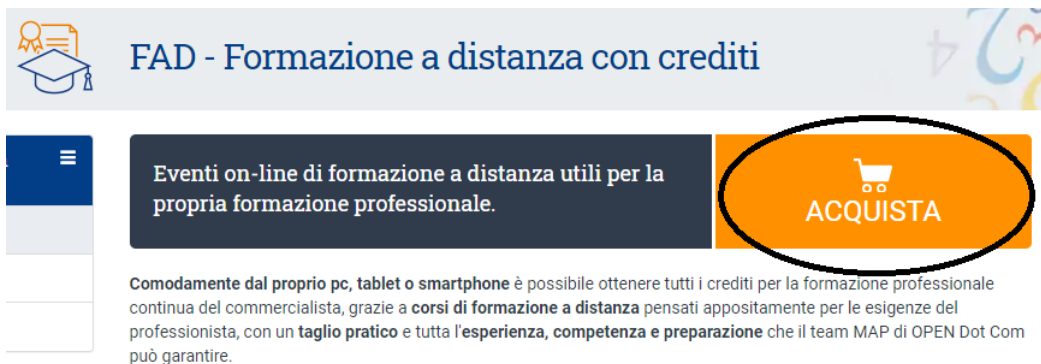 FAD - Formazione a distanza con crediti
Eventi on-line di formazione a distanza utili per la
propria formazione professionale.
ACQUISTA
Comodamente dal proprio pc, tablet o smartphone è possibile ottenere tutti i crediti per la formazione professionale
continua del commercialista, grazie a corsi di formazione a distanza pensati appositamente per le esigenze del
professionista, con un taglio pratico e tutta l'esperienza, competenza e preparazione che il team MAP di OPEN Dot Com
può garantire.